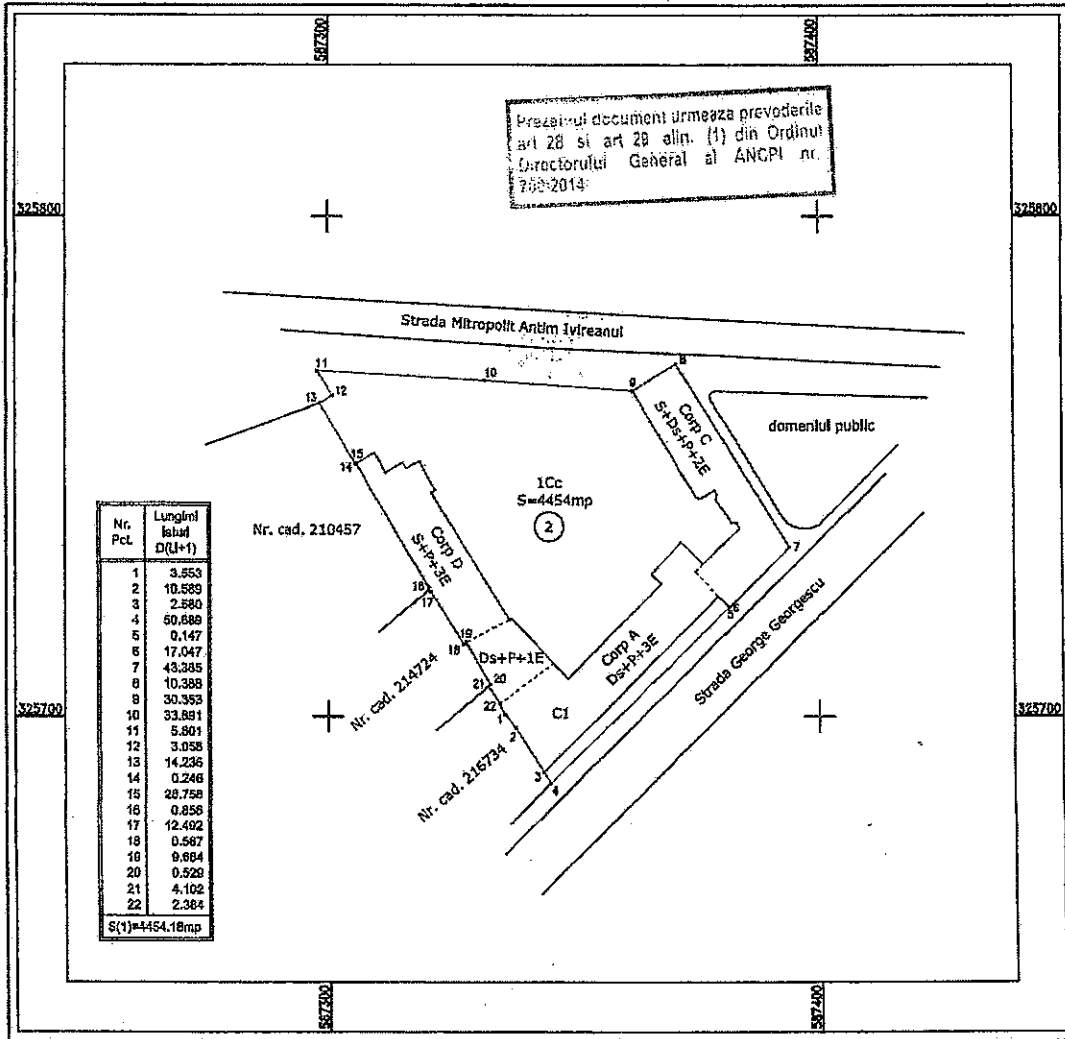 587300
587400
Prezentul document urmeaza prevederile
art 28 si art 29 alin. (1) din Ordinul
Directorului General al ANCPI nr.
325800
325800
Strada Mitropolit Antim Ivireanul
8
11
10
9
12
13
Corp C
S+Ds+P+2E
domeniul public
15
14
1Cc
S=4454mp
2
Nr. cad. 210457
Corp D
S+P+3E
7
16
17
6
5
19
18
Ds+P+1E
Corp A
Ds+P+3E
Strada George Georgescu
21
20
Nr. cad. 214724
22
1
C1
2
325700
325700
3
4
Nr. cad. 216734
Nr. Lungimi
Pct. laturi
D(i,i+1)
1 3.553
2 10.589
3 2.580
4 50.689
5 0.147
6 17.047
7 43.385
8 10.388
9 30.353
10 33.891
11 5.801
12 3.058
13 14.236
14 0.246
15 28.758
16 0.856
17 12.492
18 0.567
19 9.684
20 0.529
21 4.102
22 2.384
S(1)=4454.18mp
587300
587400